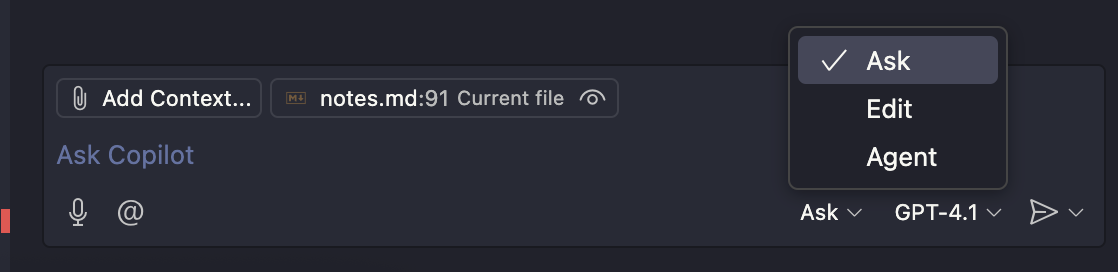 Ask
Add Context... notes.md:91 Current file
Edit
Ask Copilot
Agent
@ Ask GPT-4.1